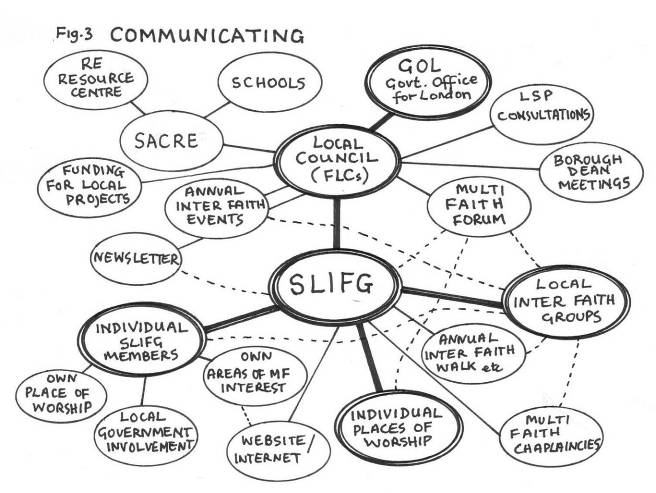 Fig.3 COMMUNICATING
RE
RESOURCE
CENTRE
SCHOOLS
GOL
Govt. Office
for London
LSP
CONSULTATIONS
SACRE
LOCAL
COUNCIL
(FLCs)
BOROUGH
DEAN
MEETINGS
FUNDING
FOR LOCAL
PROJECTS
ANNUAL
INTER FAITH
EVENTS
MULTI
FAITH
FORUM
NEWSLETTER
SLIFG
LOCAL
INTER FAITH
GROUPS
INDIVIDUAL
SLIFG
MEMBERS
ANNUAL
INTER FAITH
WALK etc
OWN
AREAS OF MF
INTEREST
OWN
PLACE OF
WORSHIP
LOCAL
GOVERNMENT
INVOLVEMENT
WEBSITE/
INTERNET
INDIVIDUAL
PLACES OF
WORSHIP
MULTI
FAITH
CHAPLAINCIES